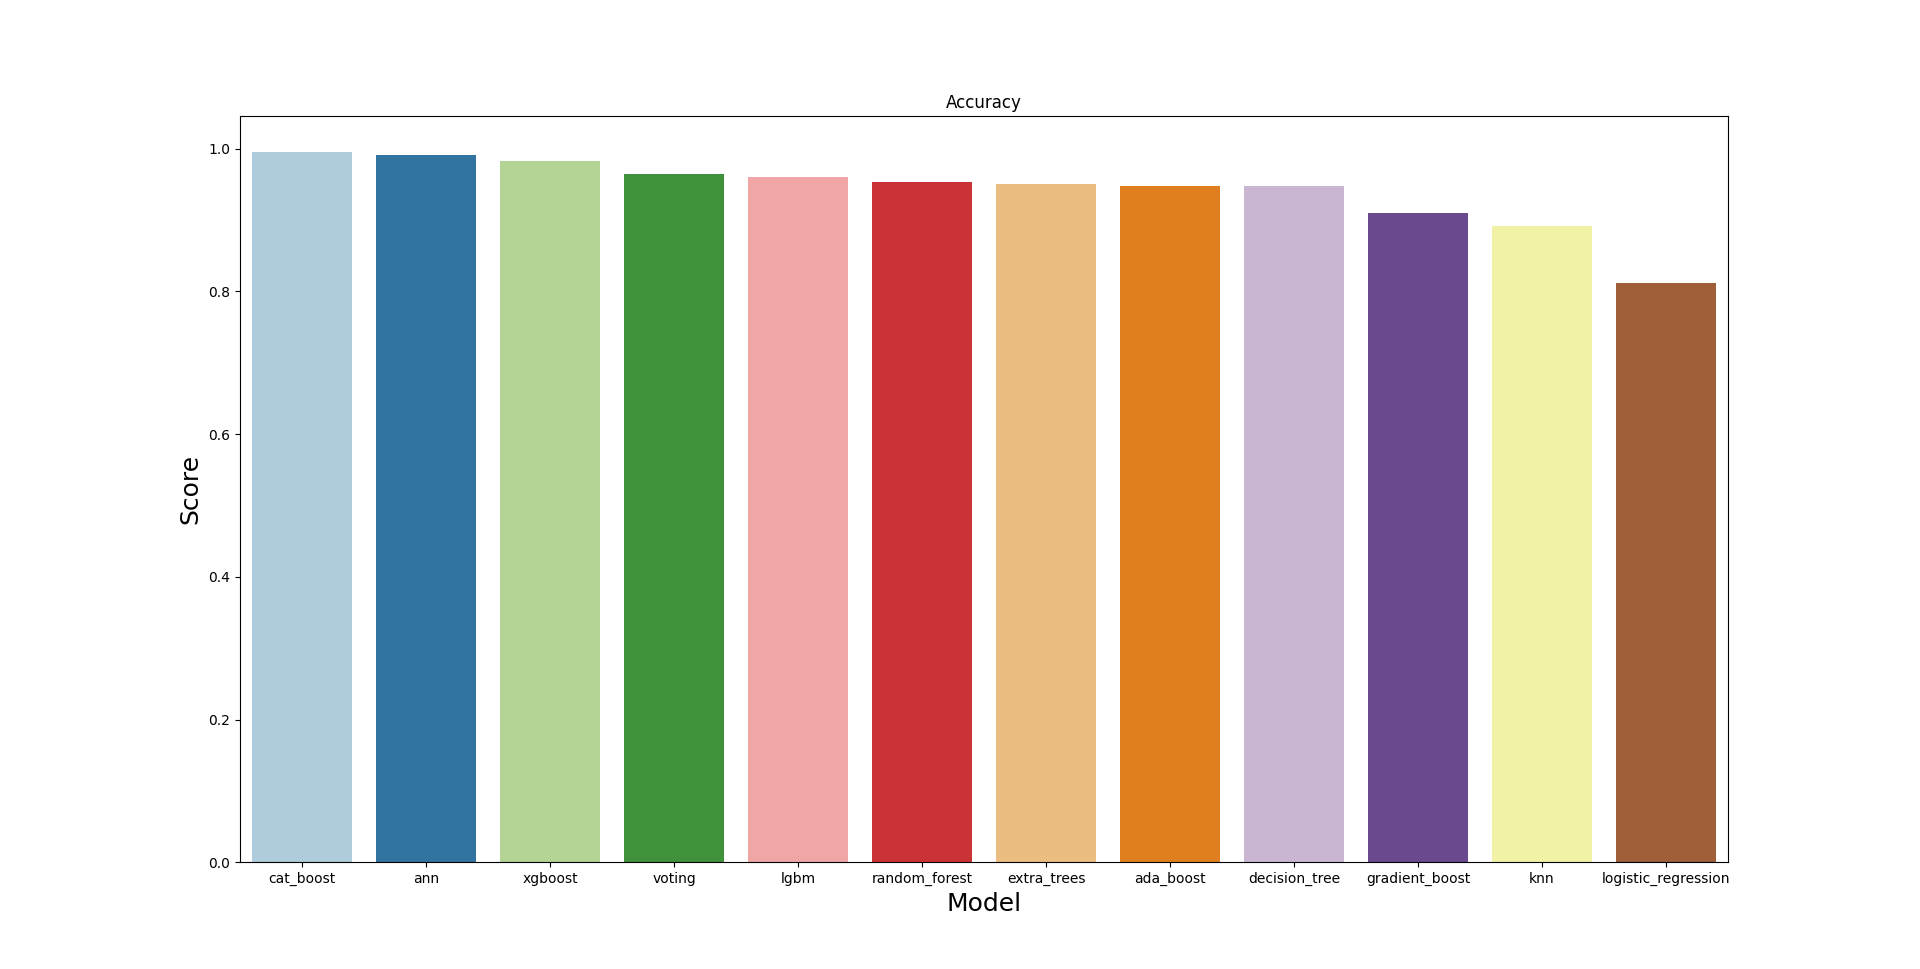 Accuracy
1.0
0.8
0.6
0.4
0.2
0.0
Score
cat_boost ann xgboost voting lgbm random_forest extra_trees ada_boost decision_tree gradient_boost knn logistic_regression
Model